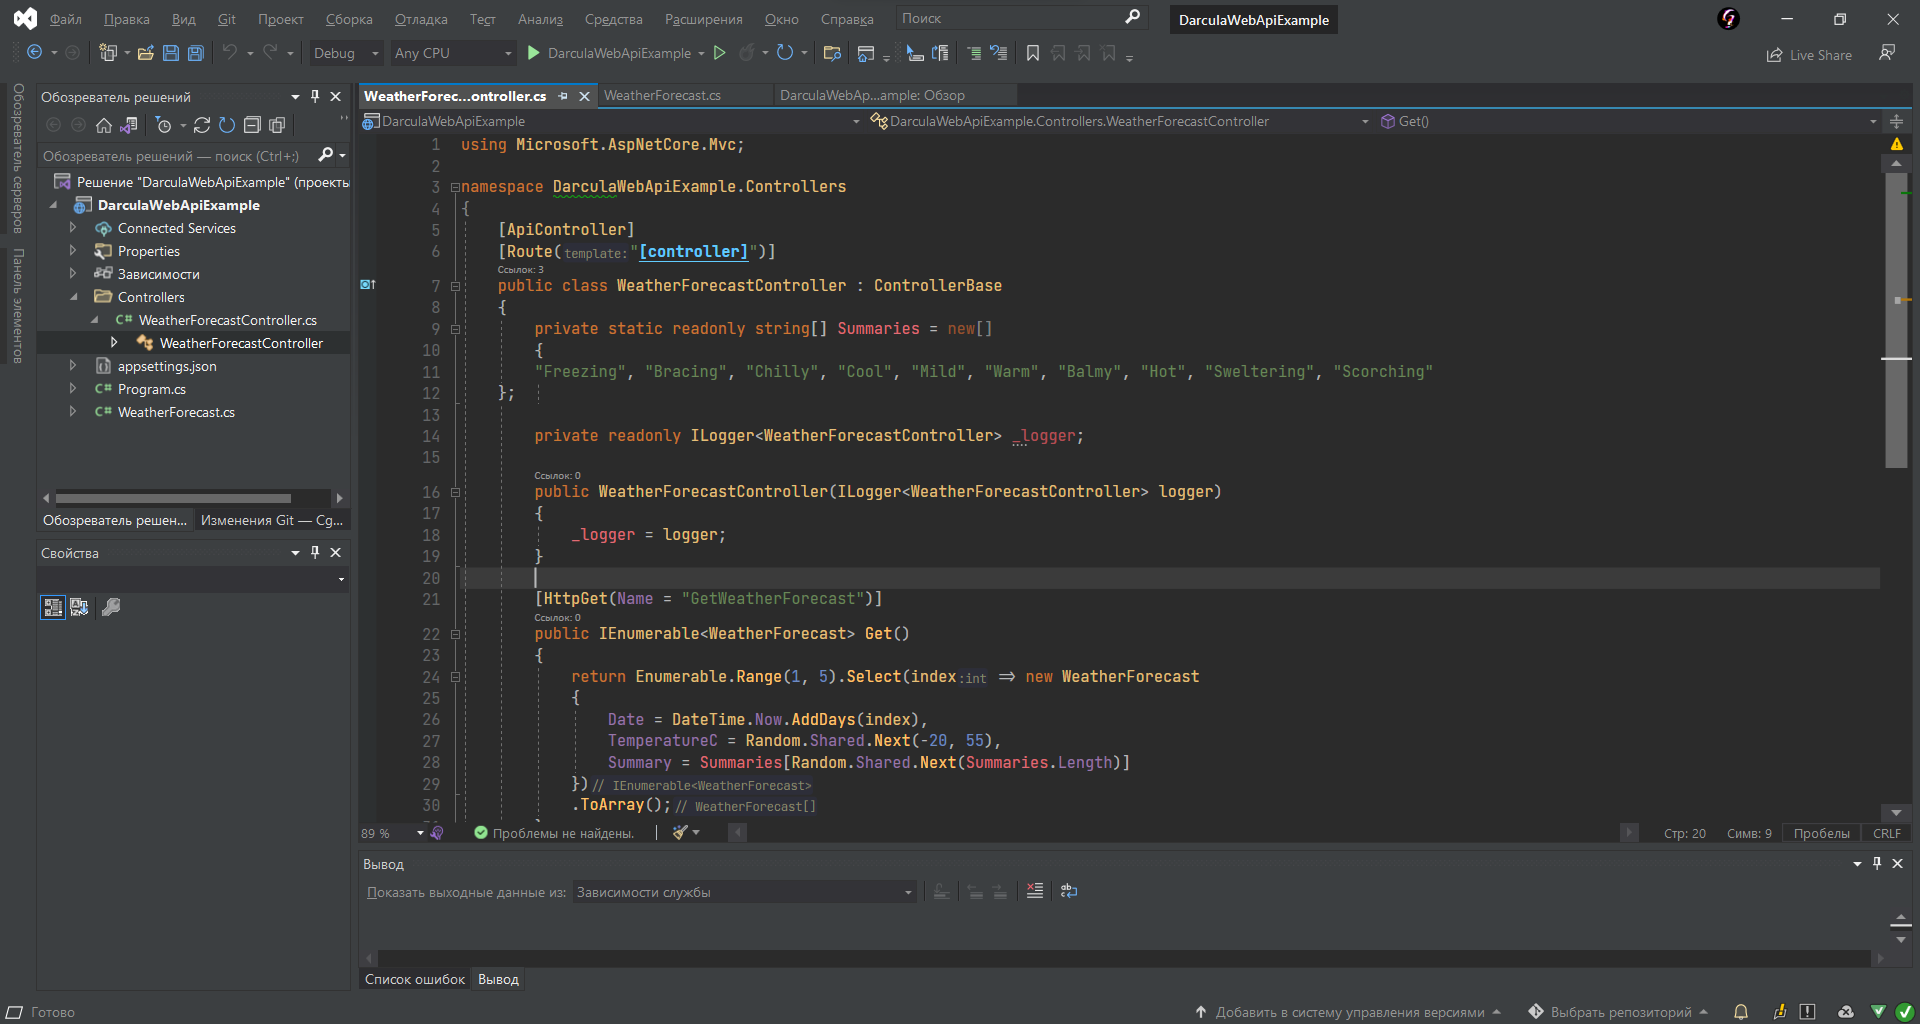 Файл Правка Вид Git Проект Сборка Отладка Тест Анализ Средства Расширения Окно Справка Поиск DarculaWebApiExample
Debug Any CPU DarculaWebApiExample Live Share
Обозреватель серверов
Панель элементов
Обозреватель решений
Обозреватель решений — поиск (Ctrl+;)
Решение "DarculaWebApiExample" (проекты
DarculaWebApiExample
Connected Services
Properties
Зависимости
Controllers
C# WeatherForecastController.cs
WeatherForecastController
appsettings.json
C# Program.cs
C# WeatherForecast.cs
Обозреватель решен... Изменения Git — Cg...
Свойства
WeatherForec...ontroller.cs WeatherForecast.cs DarculaWebAp...ample: Обзор
DarculaWebApiExample DarculaWebApiExample.Controllers.WeatherForecastController Get()
1 using Microsoft.AspNetCore.Mvc;
2
3 namespace DarculaWebApiExample.Controllers
4 {
5 [ApiController]
6 [Route(template:"[controller]")]
Ссылок: 3
7 public class WeatherForecastController : ControllerBase
8 {
9 private static readonly string[] Summaries = new[]
10 {
11 "Freezing", "Bracing", "Chilly", "Cool", "Mild", "Warm", "Balmy", "Hot", "Sweltering", "Scorching"
12 };
13
14 private readonly ILogger<WeatherForecastController> _logger;
15
Ссылок: 0
16 public WeatherForecastController(ILogger<WeatherForecastController> logger)
17 {
18 _logger = logger;
19 }
20
21 [HttpGet(Name = "GetWeatherForecast")]
Ссылок: 0
22 public IEnumerable<WeatherForecast> Get()
23 {
24 return Enumerable.Range(1, 5).Select(index:int => new WeatherForecast
25 {
26 Date = DateTime.Now.AddDays(index),
27 TemperatureC = Random.Shared.Next(-20, 55),
28 Summary = Summaries[Random.Shared.Next(Summaries.Length)]
29 }) // IEnumerable<WeatherForecast>
30 .ToArray(); // WeatherForecast[]
89 % Проблемы не найдены. Стр: 20 Симв: 9 Пробелы CRLF
Вывод
Показать выходные данные из: Зависимости службы
Список ошибок Вывод
Готово Добавить в систему управления версиями Выбрать репозиторий